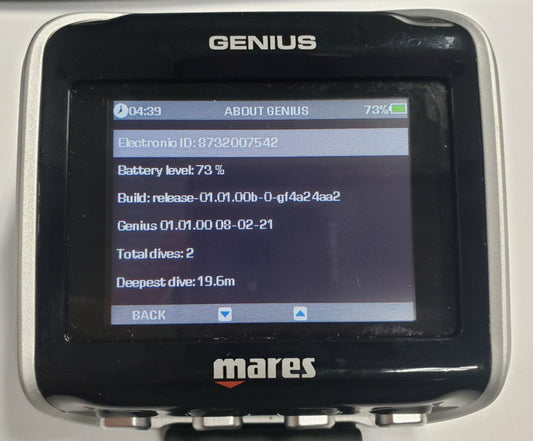 GENIUS
04:39 ABOUT GENIUS 73%
Electronic ID: 8732007542
Battery level: 73 %
Build: release-01.01.00b-0-gf4a24aa2
Genius 01.01.00 08-02-21
Total dives: 2
Deepest dive: 19.6m
BACK
mares